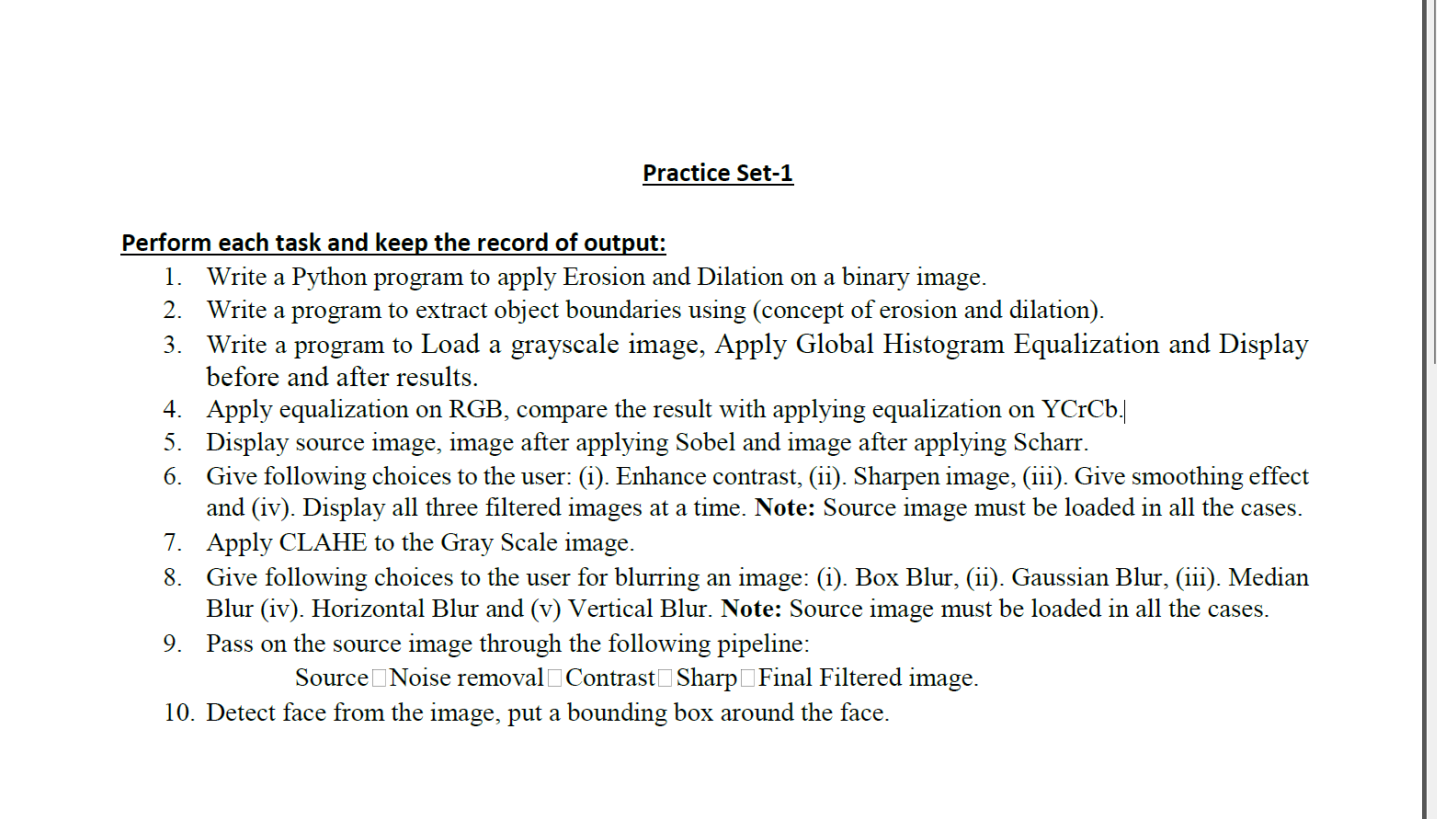 Practice Set-1
Perform each task and keep the record of output:
1. Write a Python program to apply Erosion and Dilation on a binary image.
2. Write a program to extract object boundaries using (concept of erosion and dilation).
3. Write a program to Load a grayscale image, Apply Global Histogram Equalization and Display
before and after results.
4. Apply equalization on RGB, compare the result with applying equalization on YCrCb.
5. Display source image, image after applying Sobel and image after applying Scharr.
6. Give following choices to the user: (i). Enhance contrast, (ii). Sharpen image, (iii). Give smoothing effect
and (iv). Display all three filtered images at a time. Note: Source image must be loaded in all the cases.
7. Apply CLAHE to the Gray Scale image.
8. Give following choices to the user for blurring an image: (i). Box Blur, (ii). Gaussian Blur, (iii). Median
Blur (iv). Horizontal Blur and (v) Vertical Blur. Note: Source image must be loaded in all the cases.
9. Pass on the source image through the following pipeline:
Source□Noise removal□Contrast□Sharp□Final Filtered image.
10. Detect face from the image, put a bounding box around the face.